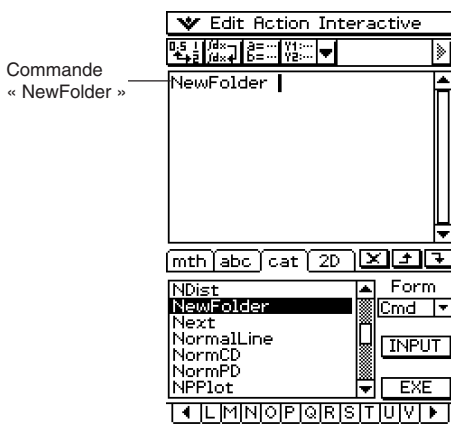 Edit Action Interactive
Commande
« NewFolder »
NewFolder
mth abc cat 2D
NDist
NewFolder
Next
NormalLine
NormCD
NormPD
NPPlot
Form
Cmd
INPUT
EXE
L M N O P Q R S T U V